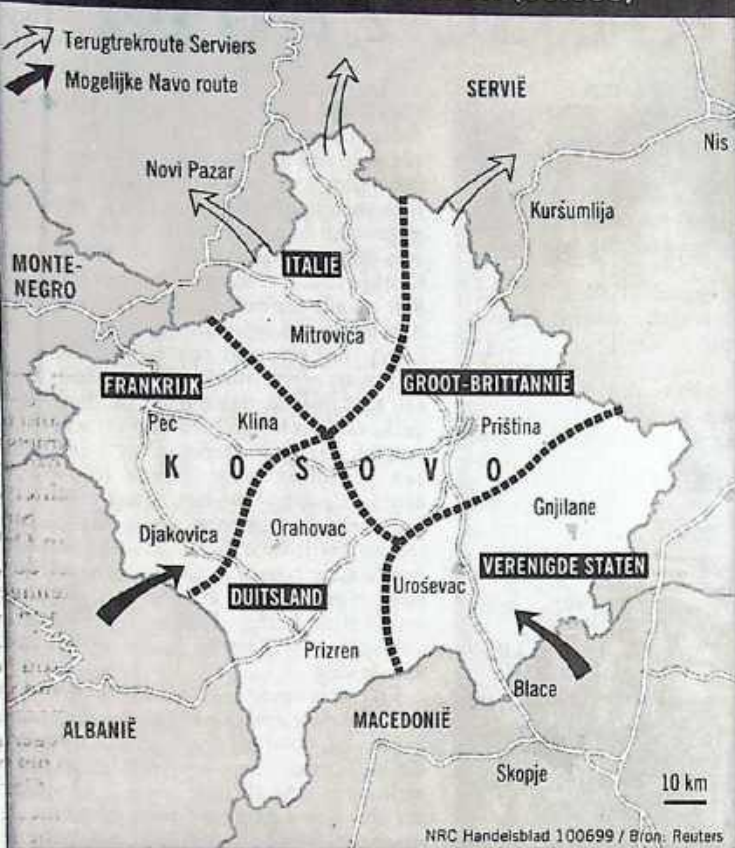 Terugtrekroute Serviers
Mogelijke Navo route
SERVIË
Nis
Novi Pazar
Kuršumlija
ITALIË
MONTE-
NEGRO
Mitrovica
FRANKRIJK
GROOT-BRITTANNIË
Pec
Klina
Priština
KOSOVO
Gnjilane
Djakovica
Orahovac
VERENIGDE STATEN
DUITSLAND
Uroševac
Prizren
Blace
ALBANIË
MACEDONIË
Skopje
10 km
NRC Handelsblad 100699 / Bron: Reuters